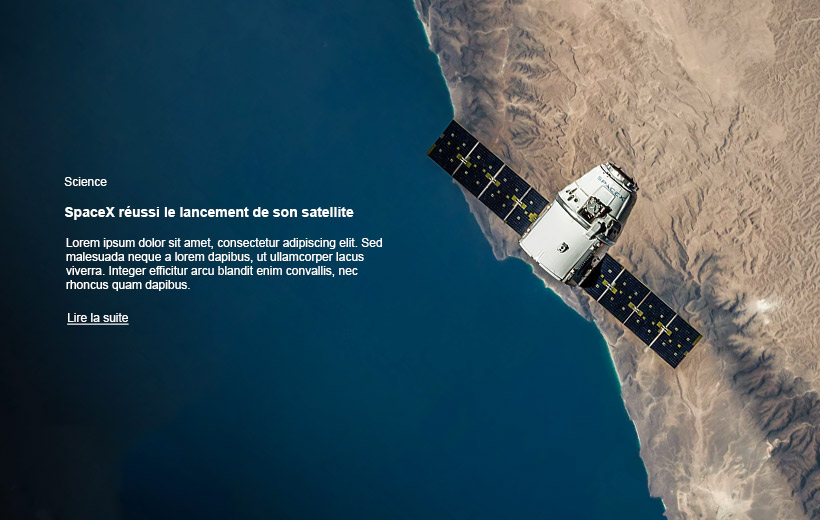 Science
SpaceX réussi le lancement de son satellite
Lorem ipsum dolor sit amet, consectetur adipiscing elit. Sed
malesuada neque a lorem dapibus, ut ullamcorper lacus
viverra. Integer efficitur arcu blandit enim convallis, nec
rhoncus quam dapibus.
Lire la suite
SPACEX